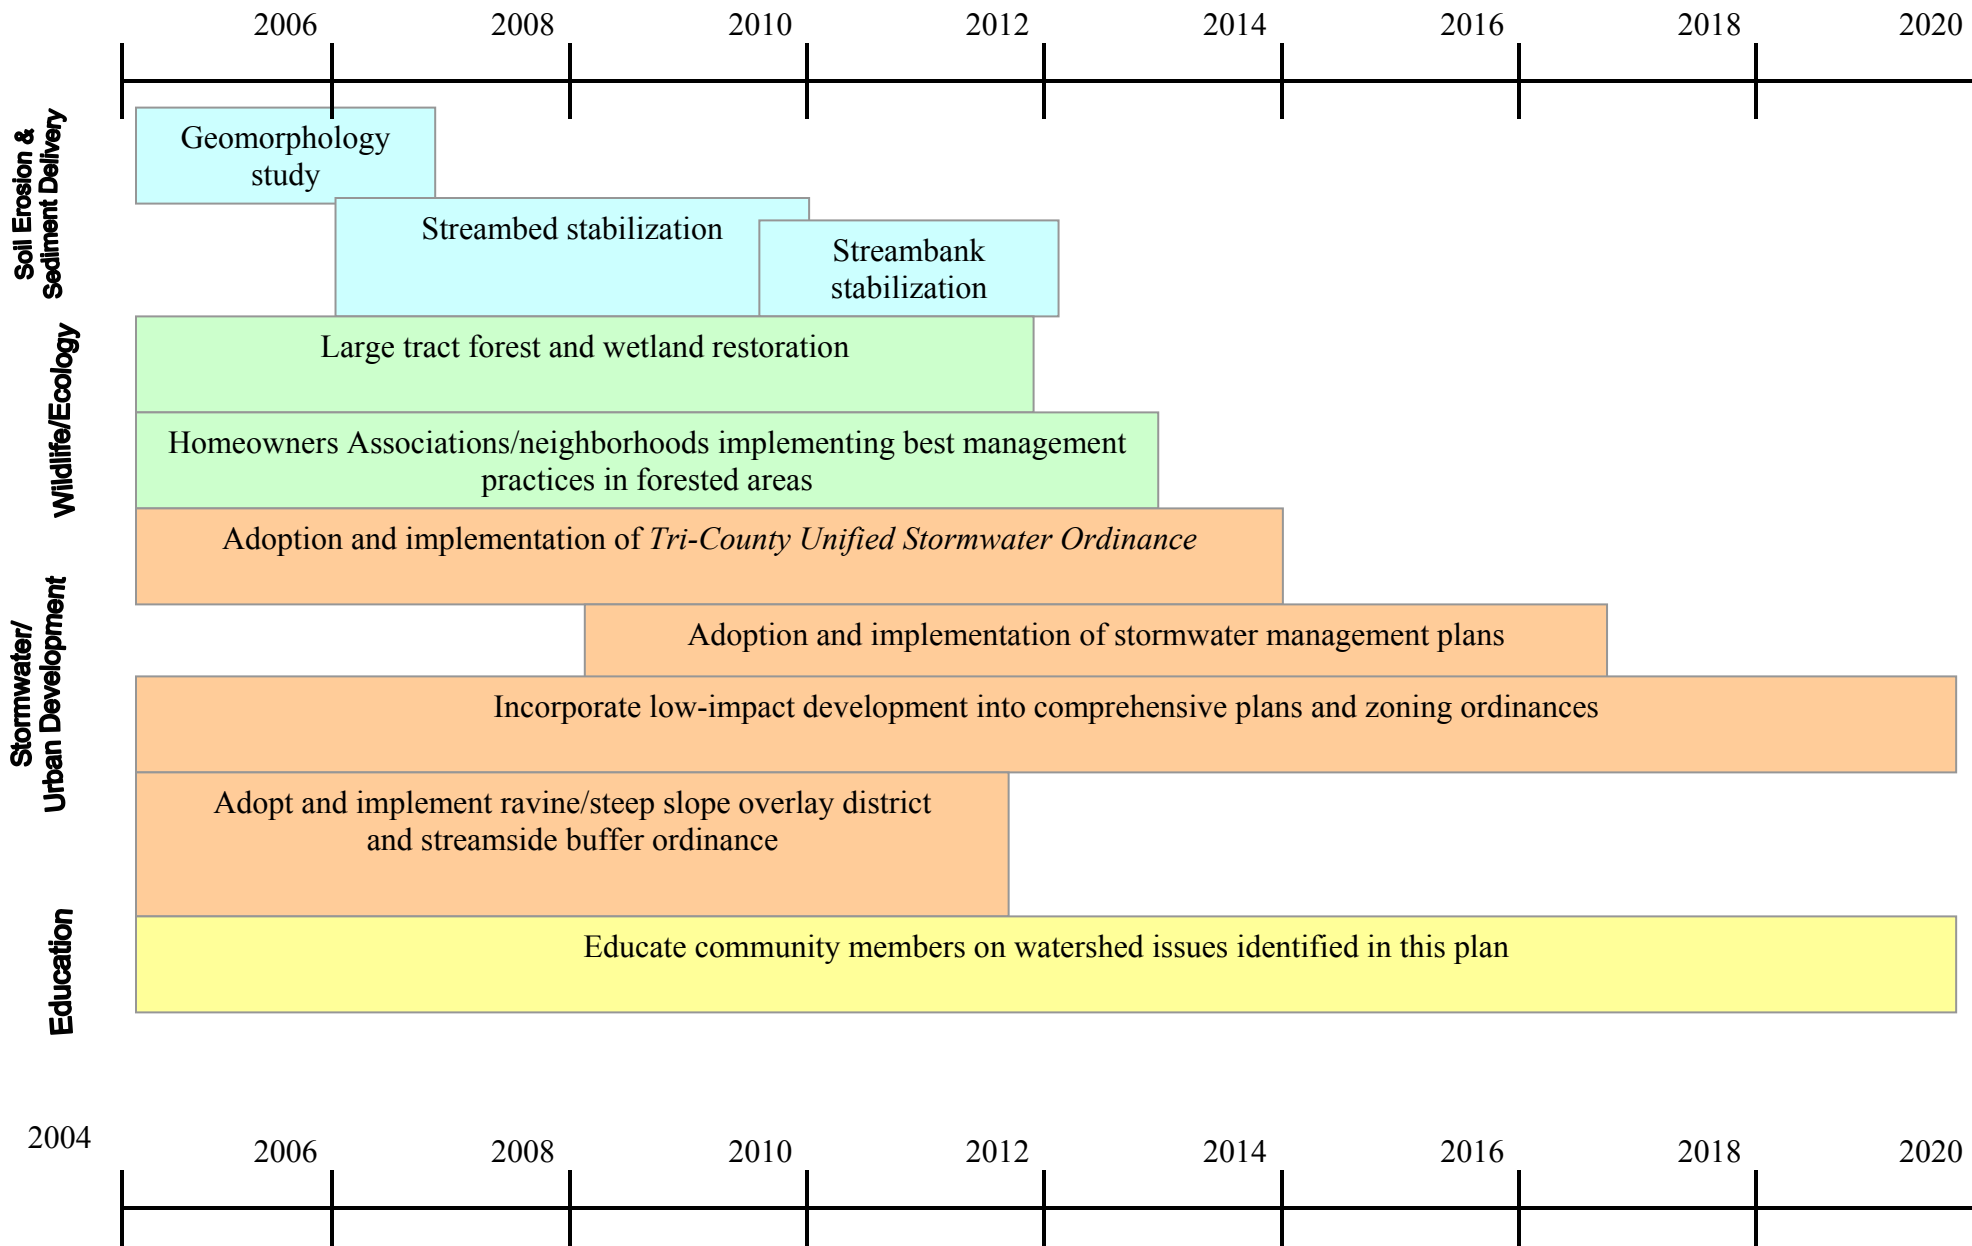 2006 2008 2010 2012 2014 2016 2018 2020
Soil Erosion &
Sediment Delivery
Geomorphology
study
Streambed stabilization
Streambank
stabilization
Wildlife/Ecology
Large tract forest and wetland restoration
Homeowners Associations/neighborhoods implementing best management
practices in forested areas
Stormwater/
Urban Development
Adoption and implementation of Tri-County Unified Stormwater Ordinance
Adoption and implementation of stormwater management plans
Incorporate low-impact development into comprehensive plans and zoning ordinances
Adopt and implement ravine/steep slope overlay district
and streamside buffer ordinance
Education
Educate community members on watershed issues identified in this plan
2004 2006 2008 2010 2012 2014 2016 2018 2020